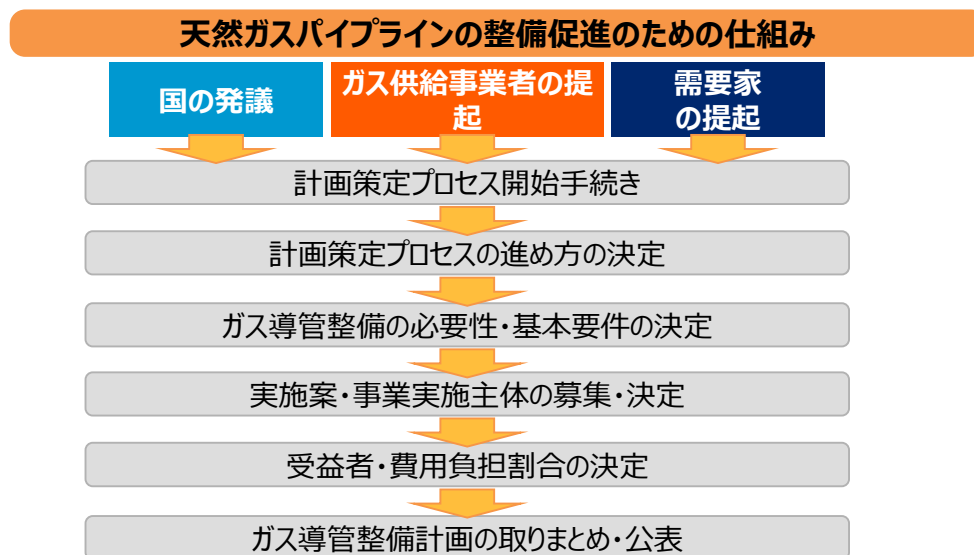 天然ガスパイプラインの整備促進のための仕組み
国の発議
ガス供給事業者の提
起
需要家
の提起
計画策定プロセス開始手続き
計画策定プロセスの進め方の決定
ガス導管整備の必要性・基本要件の決定
実施案・事業実施主体の募集・決定
受益者・費用負担割合の決定
ガス導管整備計画の取りまとめ・公表